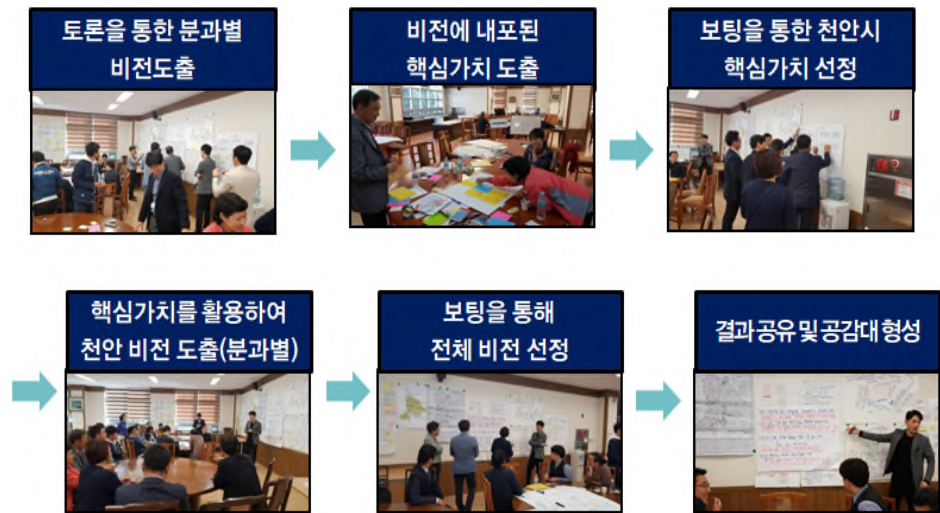 토론을 통한 분과별
비전도출
비전에 내포된
핵심가치 도출
보팅을 통한 천안시
핵심가치 선정
핵심가치를 활용하여
천안 비전 도출(분과별)
보팅을 통해
전체 비전 선정
결과 공유 및 공감대 형성